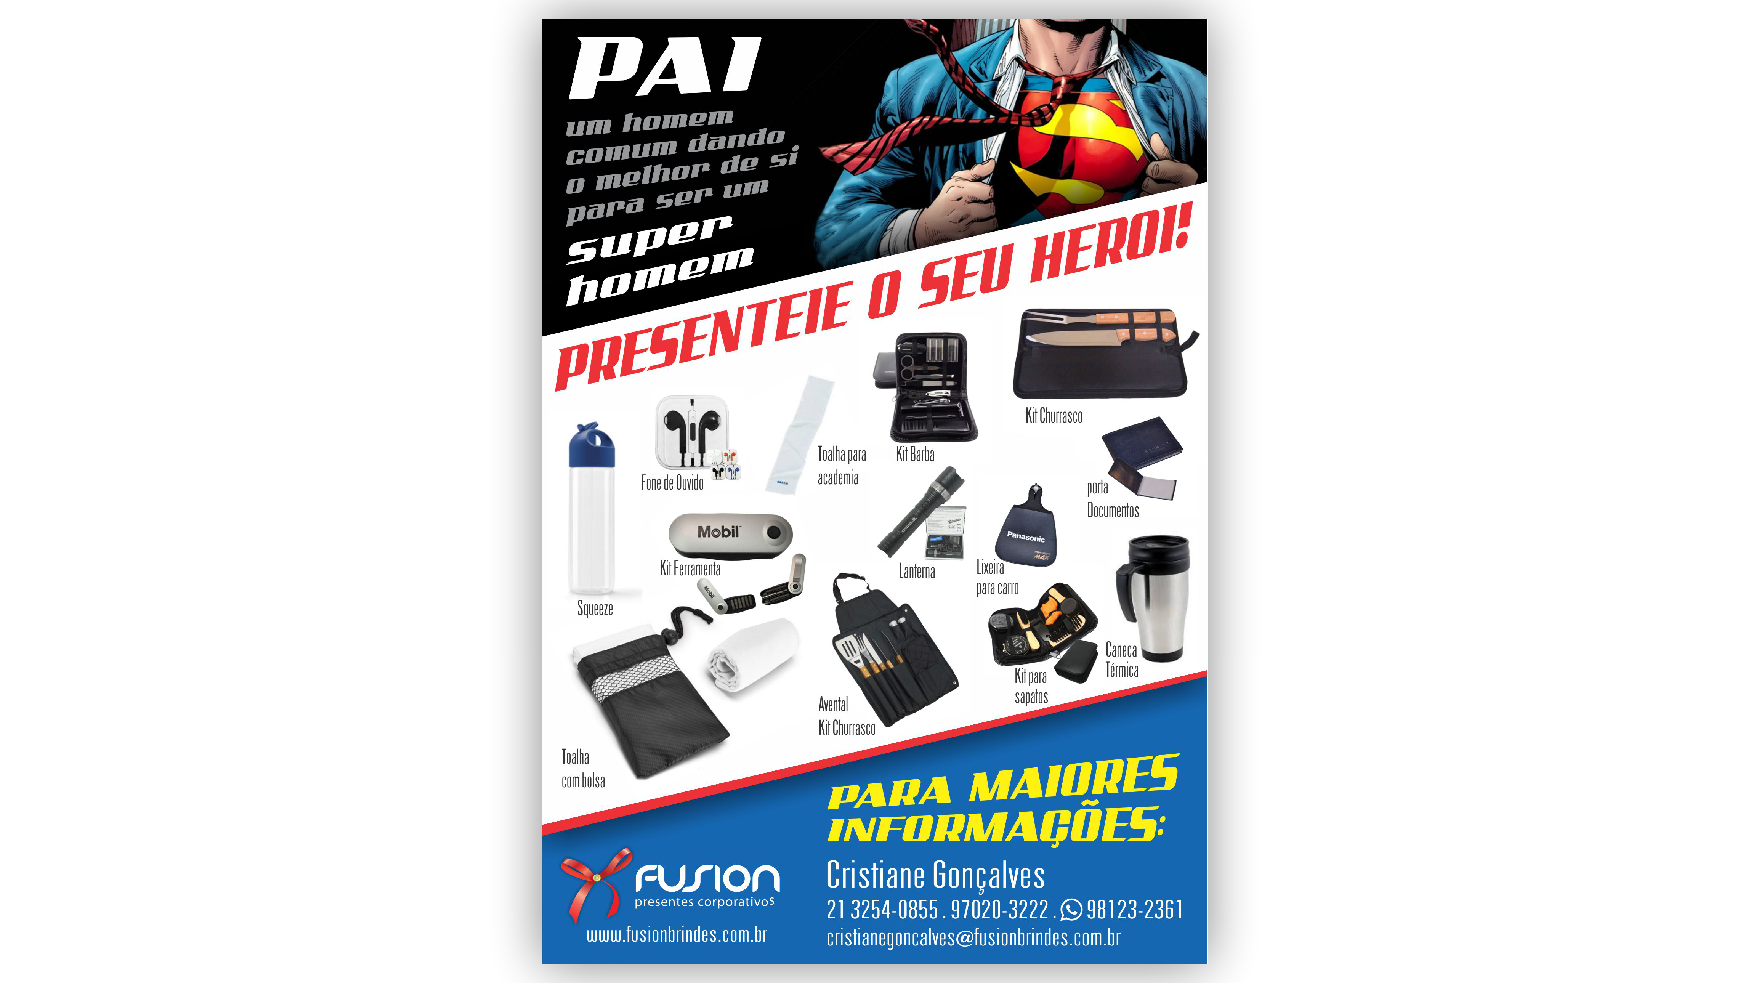 PAI
um homem
comum dando
o melhor de si
para ser um
super
homem
PRESENTEIE O SEU HEROI!
Kit Churrasco
Kit Barba
Toalha para
academia
Fone de Ouvido
porta
Documentos
Mobil
Kit Ferramenta
Lanterna
Panasonic
Lixeira
para carro
Squeeze
Mobil
Caneca
Térmica
Kit para
sapatos
Avental
Kit Churrasco
Toalha
com bolsa
PARA MAIORES
INFORMAÇÕES:
FUSION
presentes corporativos
www.fusionbrindes.com.br
Cristiane Gonçalves
21 3254-0855 . 97020-3222 . 98123-2361
cristianegoncalves@fusionbrindes.com.br